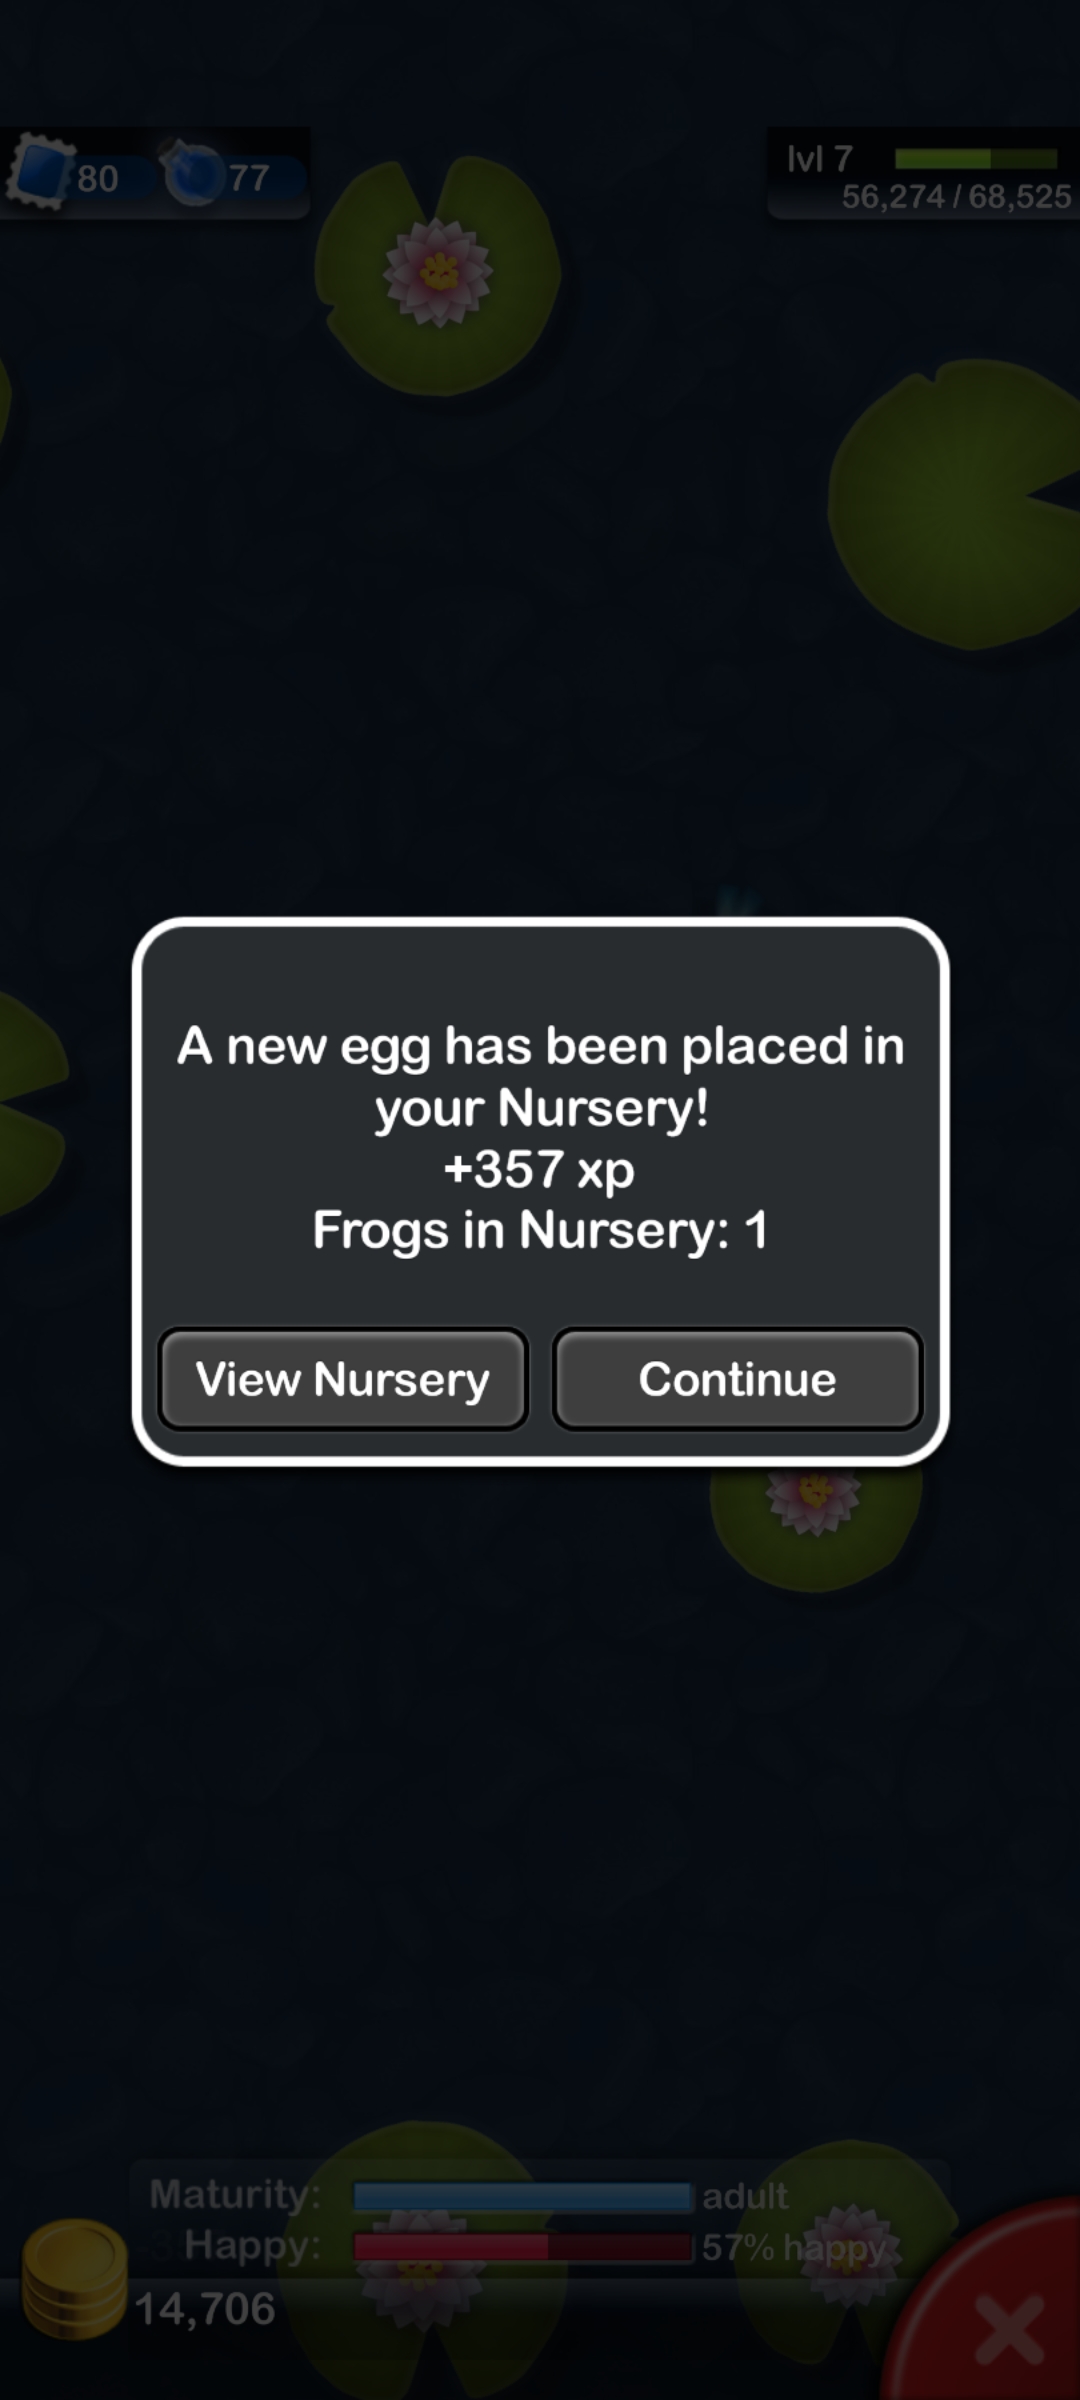 80 77
lvl 7
56,274 / 68,525
A new egg has been placed in
your Nursery!
+357 xp
Frogs in Nursery: 1
View Nursery Continue
Maturity: adult
Happy: 57% happy
14,706